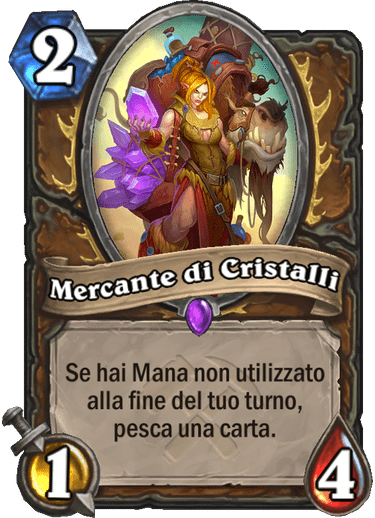 2
Mercante di Cristalli
Se hai Mana non utilizzato
alla fine del tuo turno,
pesca una carta.
1
4